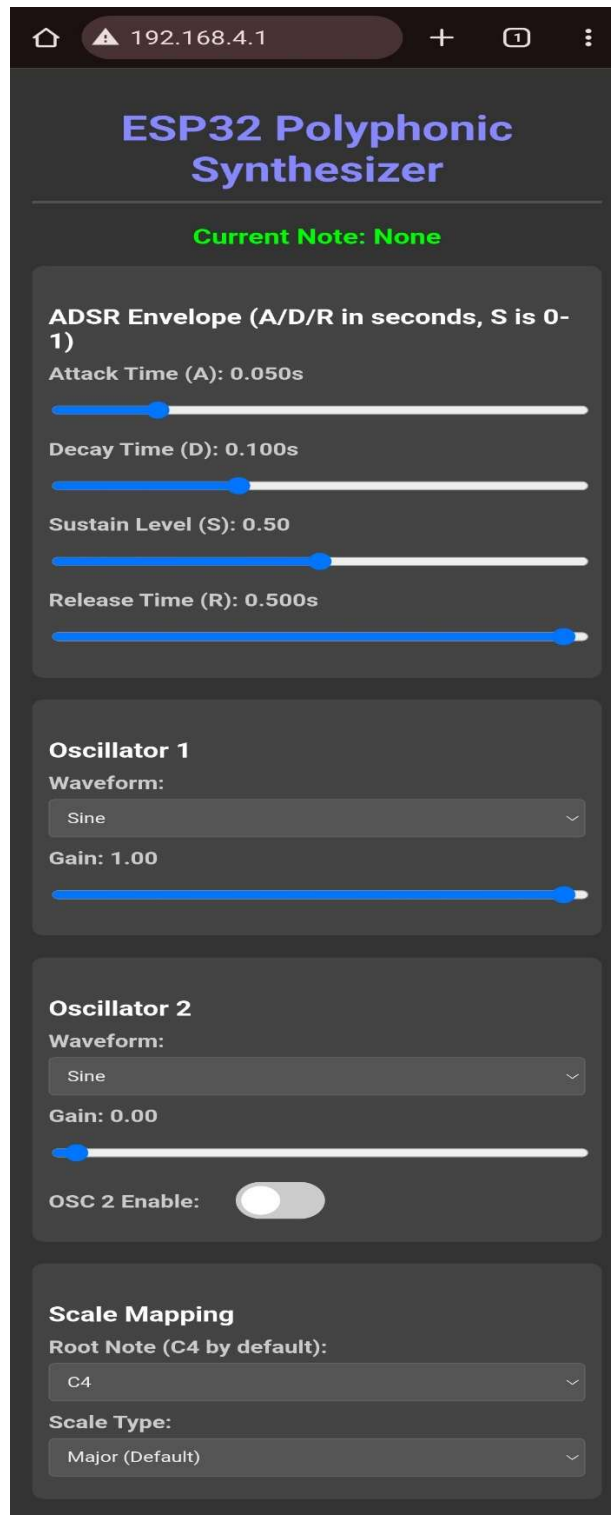 192.168.4.1
1
ESP32 Polyphonic
Synthesizer
Current Note: None
ADSR Envelope (A/D/R in seconds, S is 0-
1)
Attack Time (A): 0.050s
Decay Time (D): 0.100s
Sustain Level (S): 0.50
Release Time (R): 0.500s
Oscillator 1
Waveform:
Sine
Gain: 1.00
Oscillator 2
Waveform:
Sine
Gain: 0.00
OSC 2 Enable:
Scale Mapping
Root Note (C4 by default):
C4
Scale Type:
Major (Default)